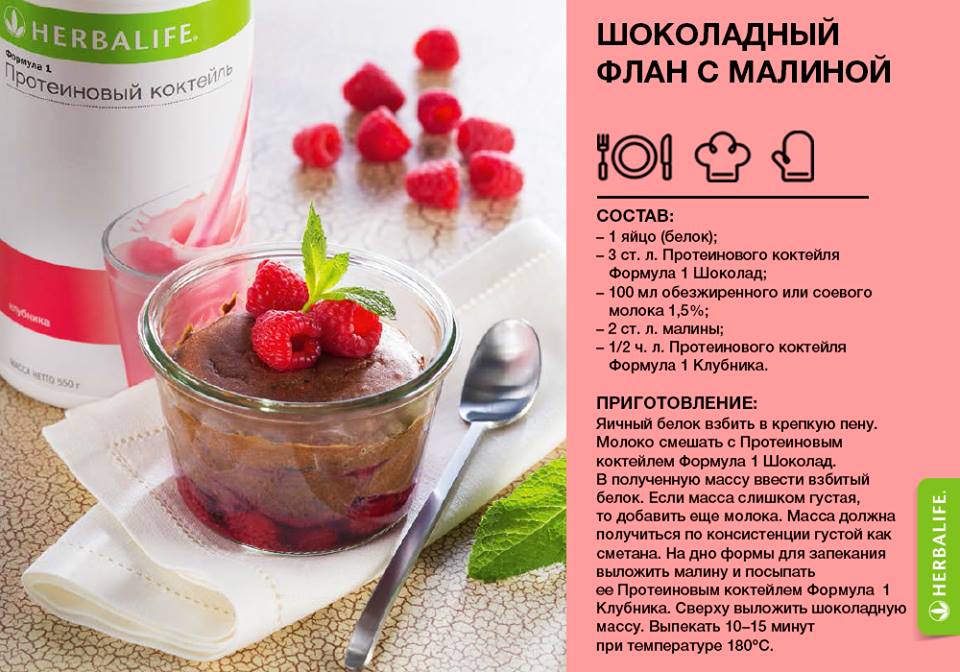 HERBALIFE.
Формула 1
Протеиновый коктейль
клубника
МАССА НЕТТО 550 г
ШОКОЛАДНЫЙ
ФЛАН С МАЛИНОЙ
СОСТАВ:
– 1 яйцо (белок);
– 3 ст. л. Протеинового коктейля
Формула 1 Шоколад;
– 100 мл обезжиренного или соевого
молока 1,5%;
– 2 ст. л. малины;
– 1/2 ч. л. Протеинового коктейля
Формула 1 Клубника.
ПРИГОТОВЛЕНИЕ:
Яичный белок взбить в крепкую пену.
Молоко смешать с Протеиновым
коктейлем Формула 1 Шоколад.
В полученную массу ввести взбитый
белок. Если масса слишком густая,
то добавить еще молока. Масса должна
получиться по консистенции густой как
сметана. На дно формы для запекания
выложить малину и посыпать
ее Протеиновым коктейлем Формула 1
Клубника. Сверху выложить шоколадную
массу. Выпекать 10–15 минут
при температуре 180°С.
HERBALIFE.